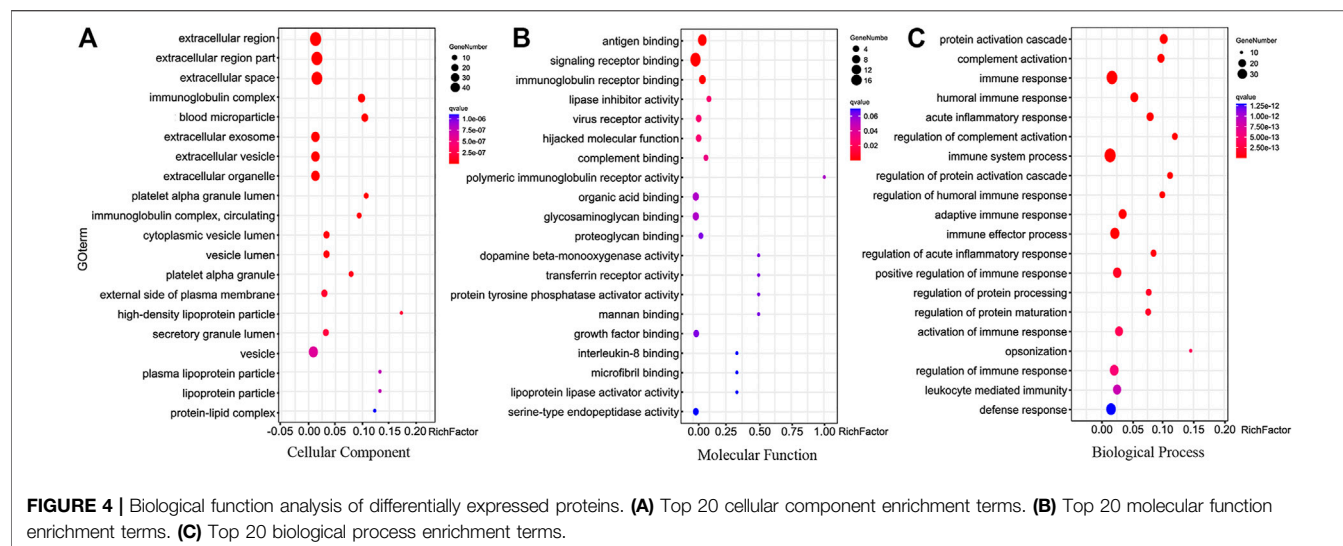 A
GOterm
extracellular region
extracellular region part
extracellular space
immunoglobulin complex
blood microparticle
extracellular exosome
extracellular vesicle
extracellular organelle
platelet alpha granule lumen
immunoglobulin complex, circulating
cytoplasmic vesicle lumen
vesicle lumen
platelet alpha granule
external side of plasma membrane
high-density lipoprotein particle
secretory granule lumen
vesicle
plasma lipoprotein particle
lipoprotein particle
protein-lipid complex
-0.05 0.00 0.05 0.10 0.15 0.20 RichFactor
Cellular Component
GeneNumber
10
20
30
40
qvalue
1.0e-06
7.5e-07
5.0e-07
2.5e-07
B
antigen binding
signaling receptor binding
immunoglobulin receptor binding
lipase inhibitor activity
virus receptor activity
hijacked molecular function
complement binding
polymeric immunoglobulin receptor activity
organic acid binding
glycosaminoglycan binding
proteoglycan binding
dopamine beta-monooxygenase activity
transferrin receptor activity
protein tyrosine phosphatase activator activity
mannan binding
growth factor binding
interleukin-8 binding
microfibril binding
lipoprotein lipase activator activity
serine-type endopeptidase activity
0.00 0.25 0.50 0.75 1.00 RichFactor
Molecular Function
GeneNumber
4
8
12
16
qvalue
0.06
0.04
0.02
C
protein activation cascade
complement activation
immune response
humoral immune response
acute inflammatory response
regulation of complement activation
immune system process
regulation of protein activation cascade
regulation of humoral immune response
adaptive immune response
immune effector process
regulation of acute inflammatory response
positive regulation of immune response
regulation of protein processing
regulation of protein maturation
activation of immune response
opsonization
regulation of immune response
leukocyte mediated immunity
defense response
0.00 0.05 0.10 0.15 0.20 RichFactor
Biological Process
GeneNumber
10
20
30
qvalue
1.25e-12
1.00e-12
7.50e-13
5.00e-13
2.50e-13
FIGURE 4 | Biological function analysis of differentially expressed proteins. (A) Top 20 cellular component enrichment terms. (B) Top 20 molecular function
enrichment terms. (C) Top 20 biological process enrichment terms.